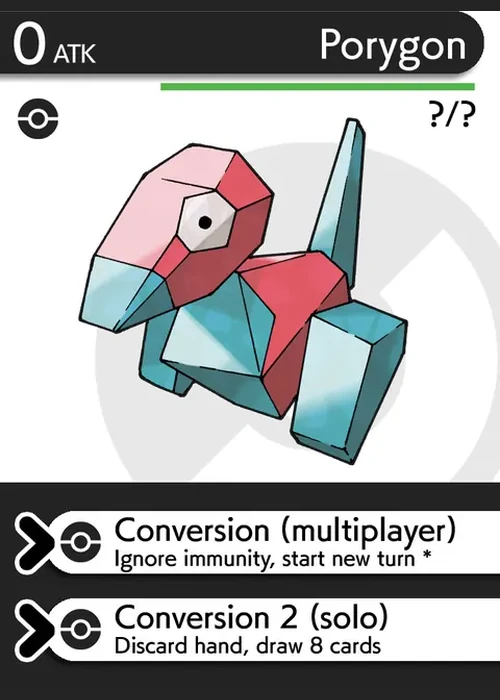 0 ATK Porygon
?/?
Conversion (multiplayer)
Ignore immunity, start new turn *
Conversion 2 (solo)
Discard hand, draw 8 cards